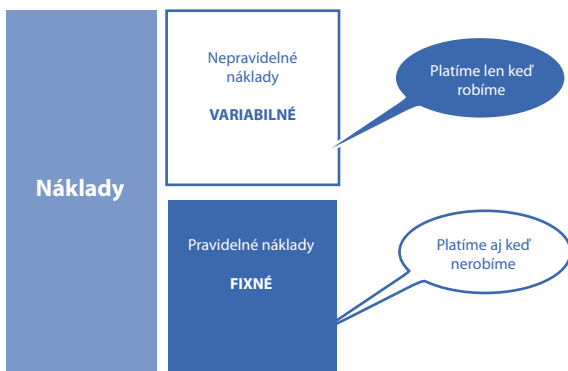 Náklady
Nepravidelné
náklady
VARIABILNÉ
Platíme len keď
robíme
Pravidelné náklady
FIXNÉ
Platíme aj keď
nerobíme